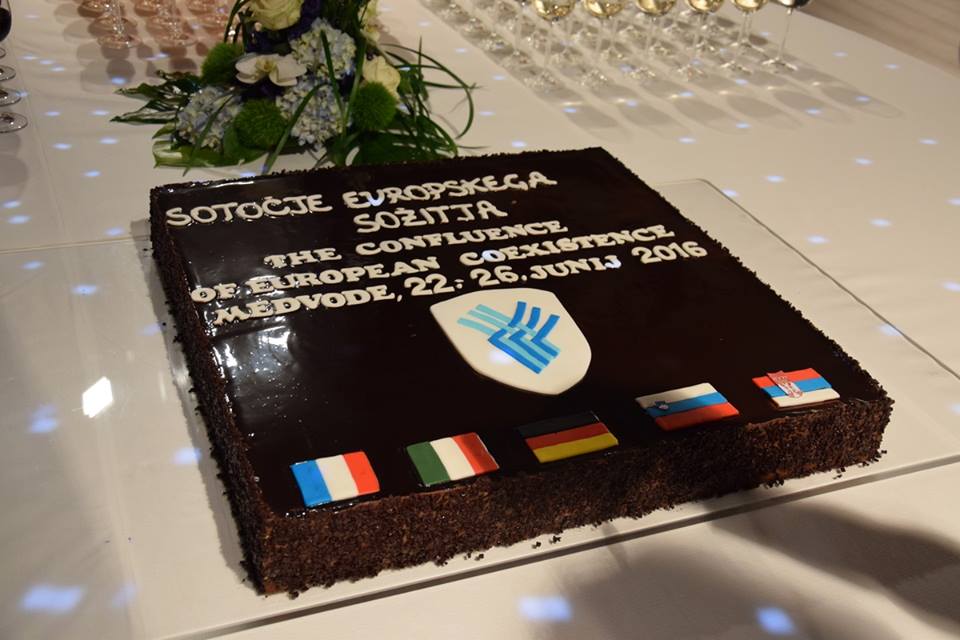 SOTOČJE EVROPSKEGA
SOŽITJA
THE CONFLUENCE
OF EUROPEAN COEXISTENCE
MEDVODE, 22.-26. JUNIJ 2016